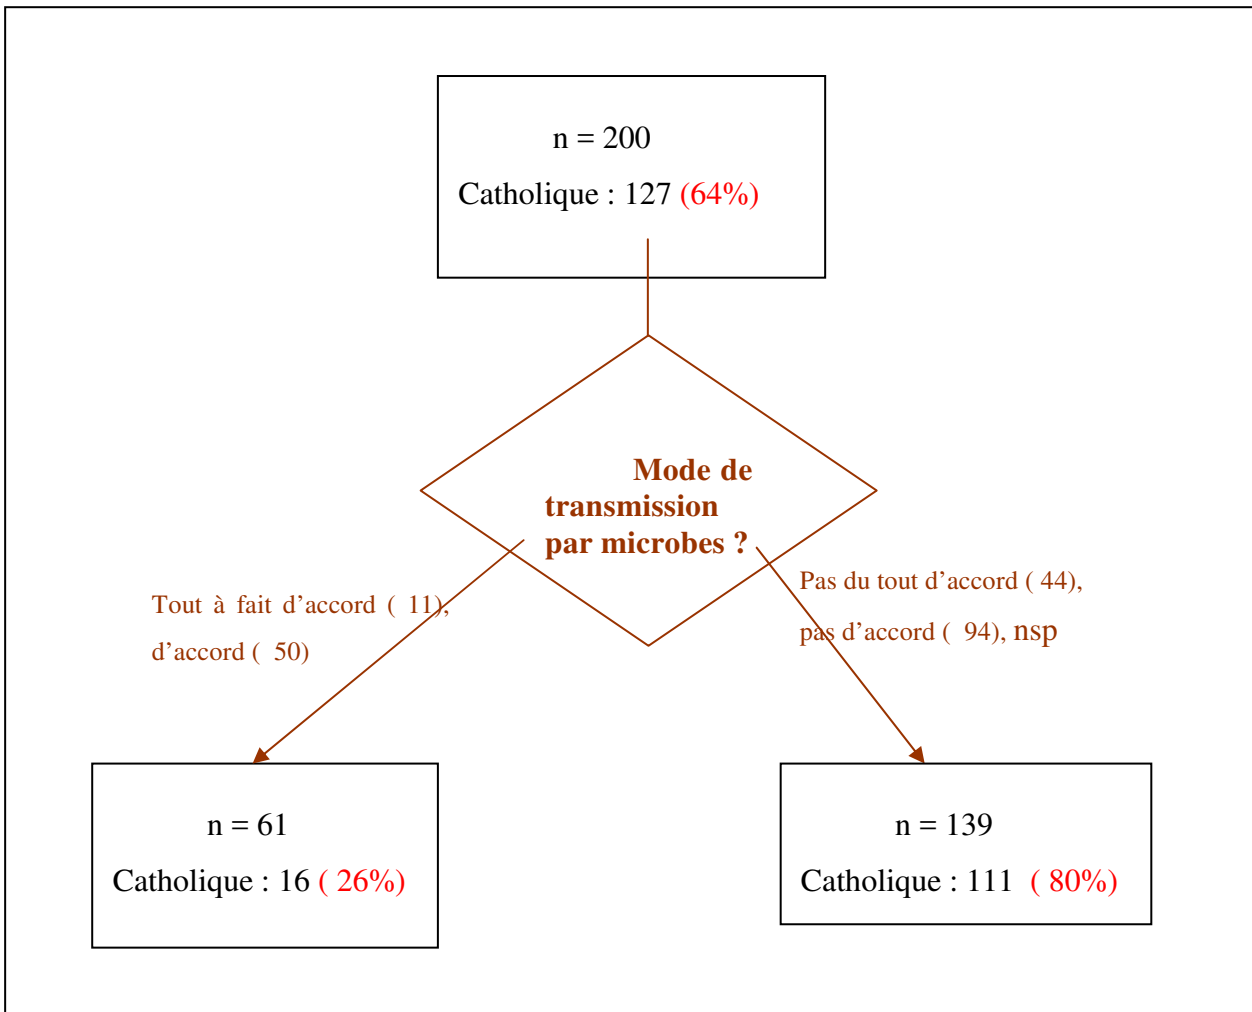 n = 200
Catholique : 127 (64%)
Mode de
transmission
par microbes ?
Tout à fait d’accord ( 11),
d’accord ( 50)
Pas du tout d’accord ( 44),
pas d’accord ( 94), nsp
n = 61
Catholique : 16 ( 26%)
n = 139
Catholique : 111 ( 80%)